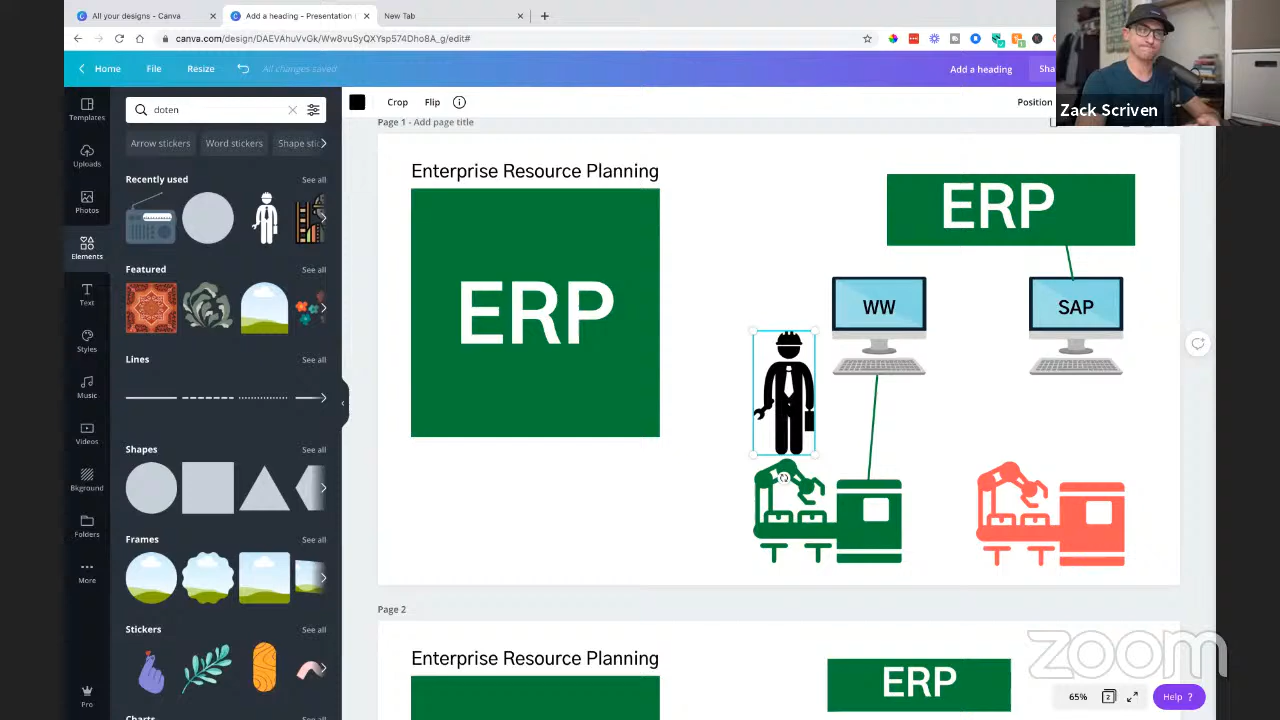 All your designs - Canva
Add a heading - Presentation
New Tab
canva.com/design/DAEVAhuVvGk/Ww8vuSyQXYsp574Dho8A_g/edit#
Home
File
Resize
All changes saved
Add a heading
Sha
Zack Scriven
Templates
Uploads
Photos
Elements
Text
Styles
Music
Videos
Bkground
Folders
More
Pro
doten
Arrow stickers
Word stickers
Shape stic
Recently used
See all
Featured
See all
Lines
See all
Shapes
See all
Frames
See all
Stickers
See all
Charts
Crop
Flip
Position
Page 1 - Add page title
Enterprise Resource Planning
ERP
ERP
WW
SAP
Page 2
Enterprise Resource Planning
ERP
zoom
65%
2
Help ?